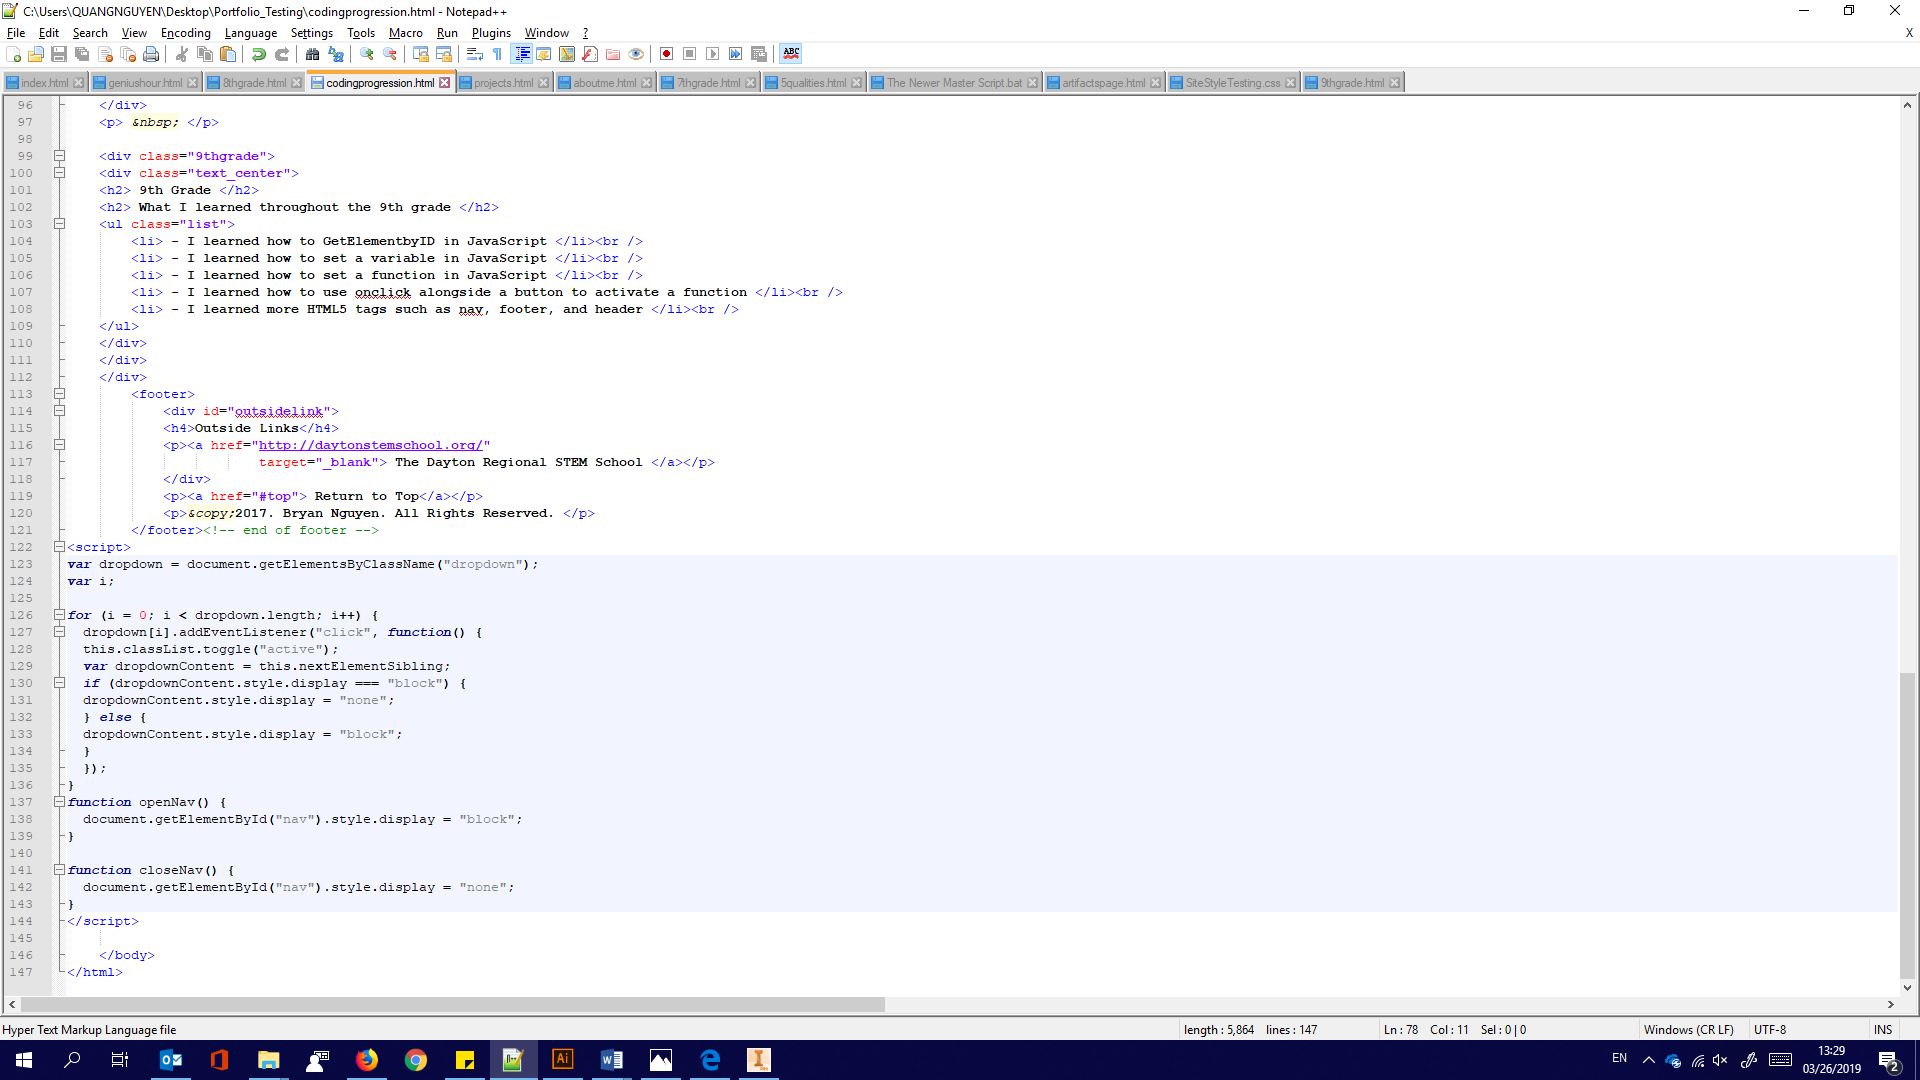 C:\Users\QUANGNGUYEN\Desktop\Portfolio_Testing\codingprogression.html - Notepad++
File Edit Search View Encoding Language Settings Tools Macro Run Plugins Window ? X
index.html geniushour.html 8thgrade.html codingprogression.html projects.html aboutme.html 7thgrade.html 5qualities.html The Newer Master Script.bat artifactspage.html SiteStyleTesting.css 9thgrade.html
96 </div>
97 <p> &nbsp; </p>
98
99 <div class="9thgrade">
100 <div class="text_center">
101 <h2> 9th Grade </h2>
102 <h2> What I learned throughout the 9th grade </h2>
103 <ul class="list">
104 <li> - I learned how to GetElementbyID in JavaScript </li><br />
105 <li> - I learned how to set a variable in JavaScript </li><br />
106 <li> - I learned how to set a function in JavaScript </li><br />
107 <li> - I learned how to use onclick alongside a button to activate a function </li><br />
108 <li> - I learned more HTML5 tags such as nav, footer, and header </li><br />
109 </ul>
110 </div>
111 </div>
112 </div>
113 <footer>
114 <div id="outsidelink">
115 <h4>Outside Links</h4>
116 <p><a href="http://daytonstemschool.org/"
117 target="_blank"> The Dayton Regional STEM School </a></p>
118 </div>
119 <p><a href="#top"> Return to Top</a></p>
120 <p>&copy;2017. Bryan Nguyen. All Rights Reserved. </p>
121 </footer><!-- end of footer -->
122 <script>
123 var dropdown = document.getElementsByClassName("dropdown");
124 var i;
125
126 for (i = 0; i < dropdown.length; i++) {
127 dropdown[i].addEventListener("click", function() {
128 this.classList.toggle("active");
129 var dropdownContent = this.nextElementSibling;
130 if (dropdownContent.style.display === "block") {
131 dropdownContent.style.display = "none";
132 } else {
133 dropdownContent.style.display = "block";
134 }
135 });
136 }
137 function openNav() {
138 document.getElementById("nav").style.display = "block";
139 }
140
141 function closeNav() {
142 document.getElementById("nav").style.display = "none";
143 }
144 </script>
145
146 </body>
147 </html>
Hyper Text Markup Language file length : 5,864 lines : 147 Ln : 78 Col : 11 Sel : 0 | 0 Windows (CR LF) UTF-8 INS
EN 13:29
03/26/2019 2